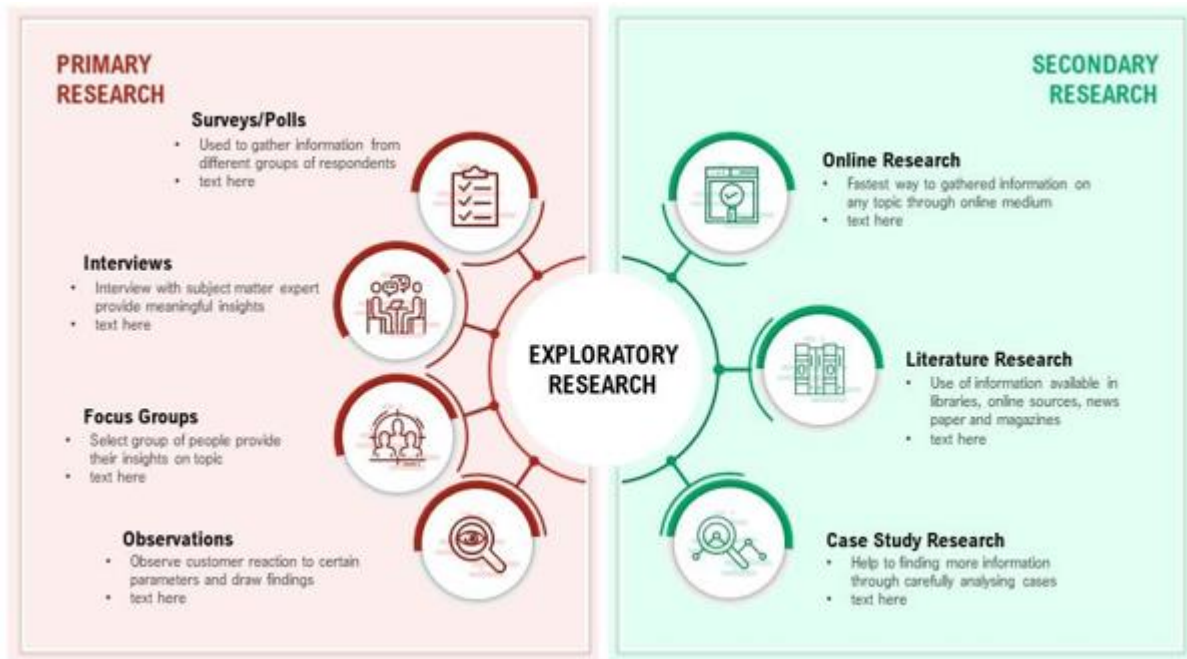 PRIMARY
RESEARCH
Surveys/Polls
• Used to gather information from
different groups of respondents
• text here
Interviews
• Interview with subject matter expert
provide meaningful insights
• text here
Focus Groups
• Select group of people provide
their insights on topic
• text here
Observations
• Observe customer reaction to certain
parameters and draw findings
• text here
EXPLORATORY
RESEARCH
SECONDARY
RESEARCH
Online Research
• Fastest way to gathered information on
any topic through online medium
• text here
Literature Research
• Use of information available in
libraries, online sources, news
paper and magazines
• text here
Case Study Research
• Help to finding more information
through carefully analysing cases
• text here